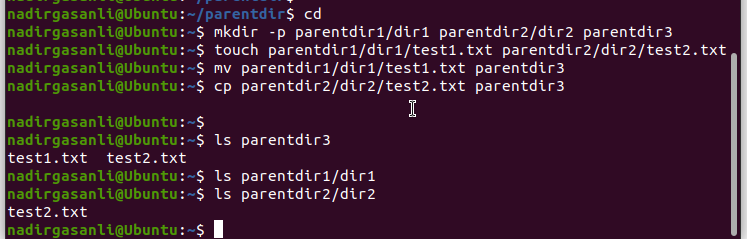 nadirgasanli@Ubuntu:~/parentdir$ cd
nadirgasanli@Ubuntu:~$ mkdir -p parentdir1/dir1 parentdir2/dir2 parentdir3
nadirgasanli@Ubuntu:~$ touch parentdir1/dir1/test1.txt parentdir2/dir2/test2.txt
nadirgasanli@Ubuntu:~$ mv parentdir1/dir1/test1.txt parentdir3
nadirgasanli@Ubuntu:~$ cp parentdir2/dir2/test2.txt parentdir3
nadirgasanli@Ubuntu:~$
nadirgasanli@Ubuntu:~$ ls parentdir3
test1.txt  test2.txt
nadirgasanli@Ubuntu:~$ ls parentdir1/dir1
nadirgasanli@Ubuntu:~$ ls parentdir2/dir2
test2.txt
nadirgasanli@Ubuntu:~$